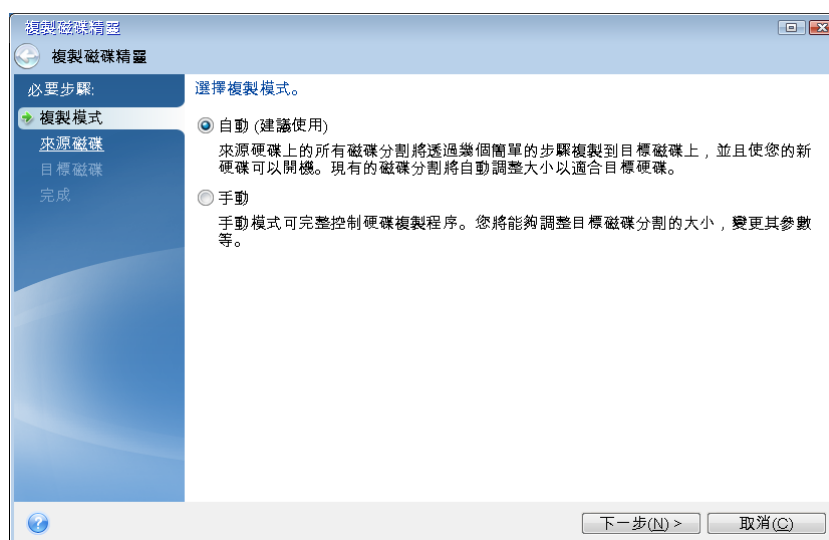 複製磁碟精靈
複製磁碟精靈
必要步驟:
複製模式
來源磁碟
目標磁碟
完成
選擇複製模式。
自動 (建議使用)
來源硬碟上的所有磁碟分割將透過幾個簡單的步驟複製到目標磁碟上，並且使您的新
硬碟可以開機。現有的磁碟分割將自動調整大小以適合目標硬碟。
手動
手動模式可完整控制硬碟複製程序。您將能夠調整目標磁碟分割的大小，變更其參數
等。
下一步(N) >
取消(C)